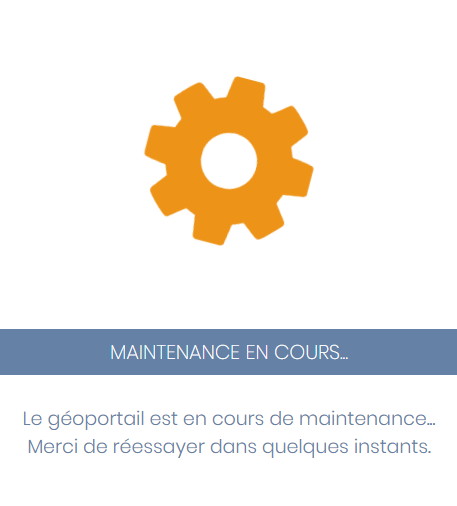 MAINTENANCE EN COURS...
Le géoportail est en cours de maintenance...
Merci de réessayer dans quelques instants.